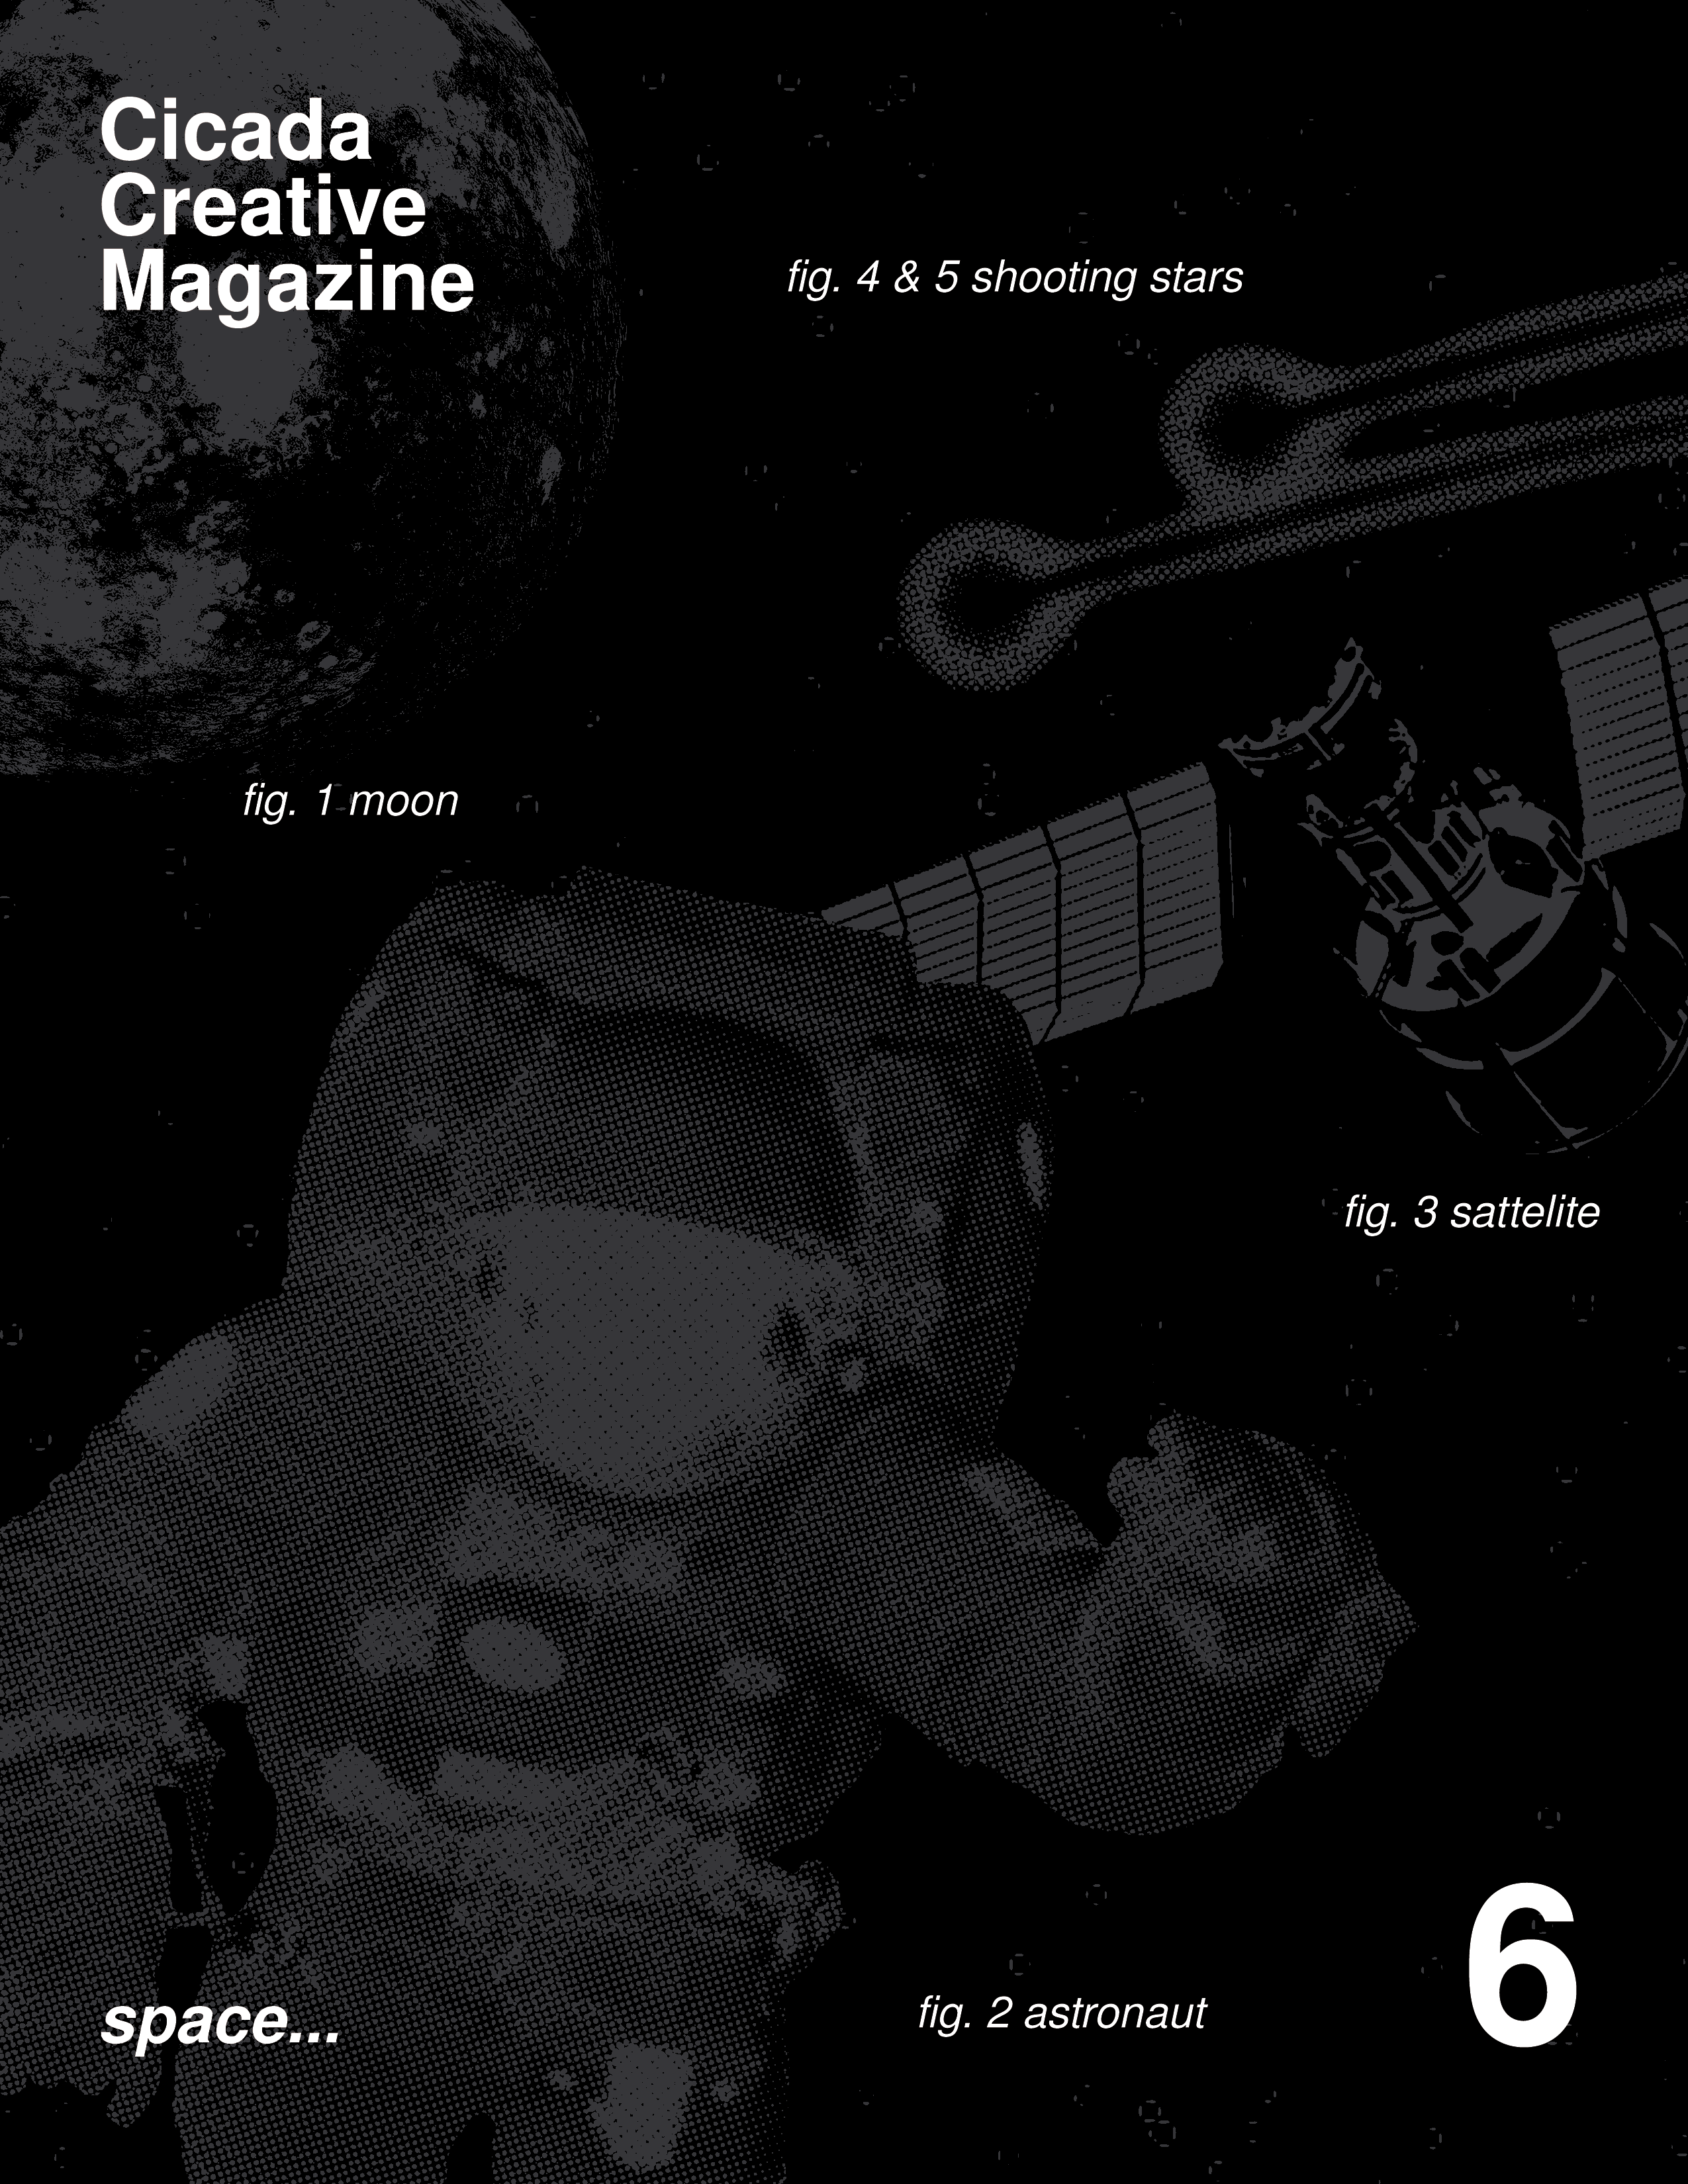 Cicada
Creative
Magazine
fig. 4 & 5 shooting stars
fig. 1 moon
fig. 3 sattelite
space...
fig. 2 astronaut
6